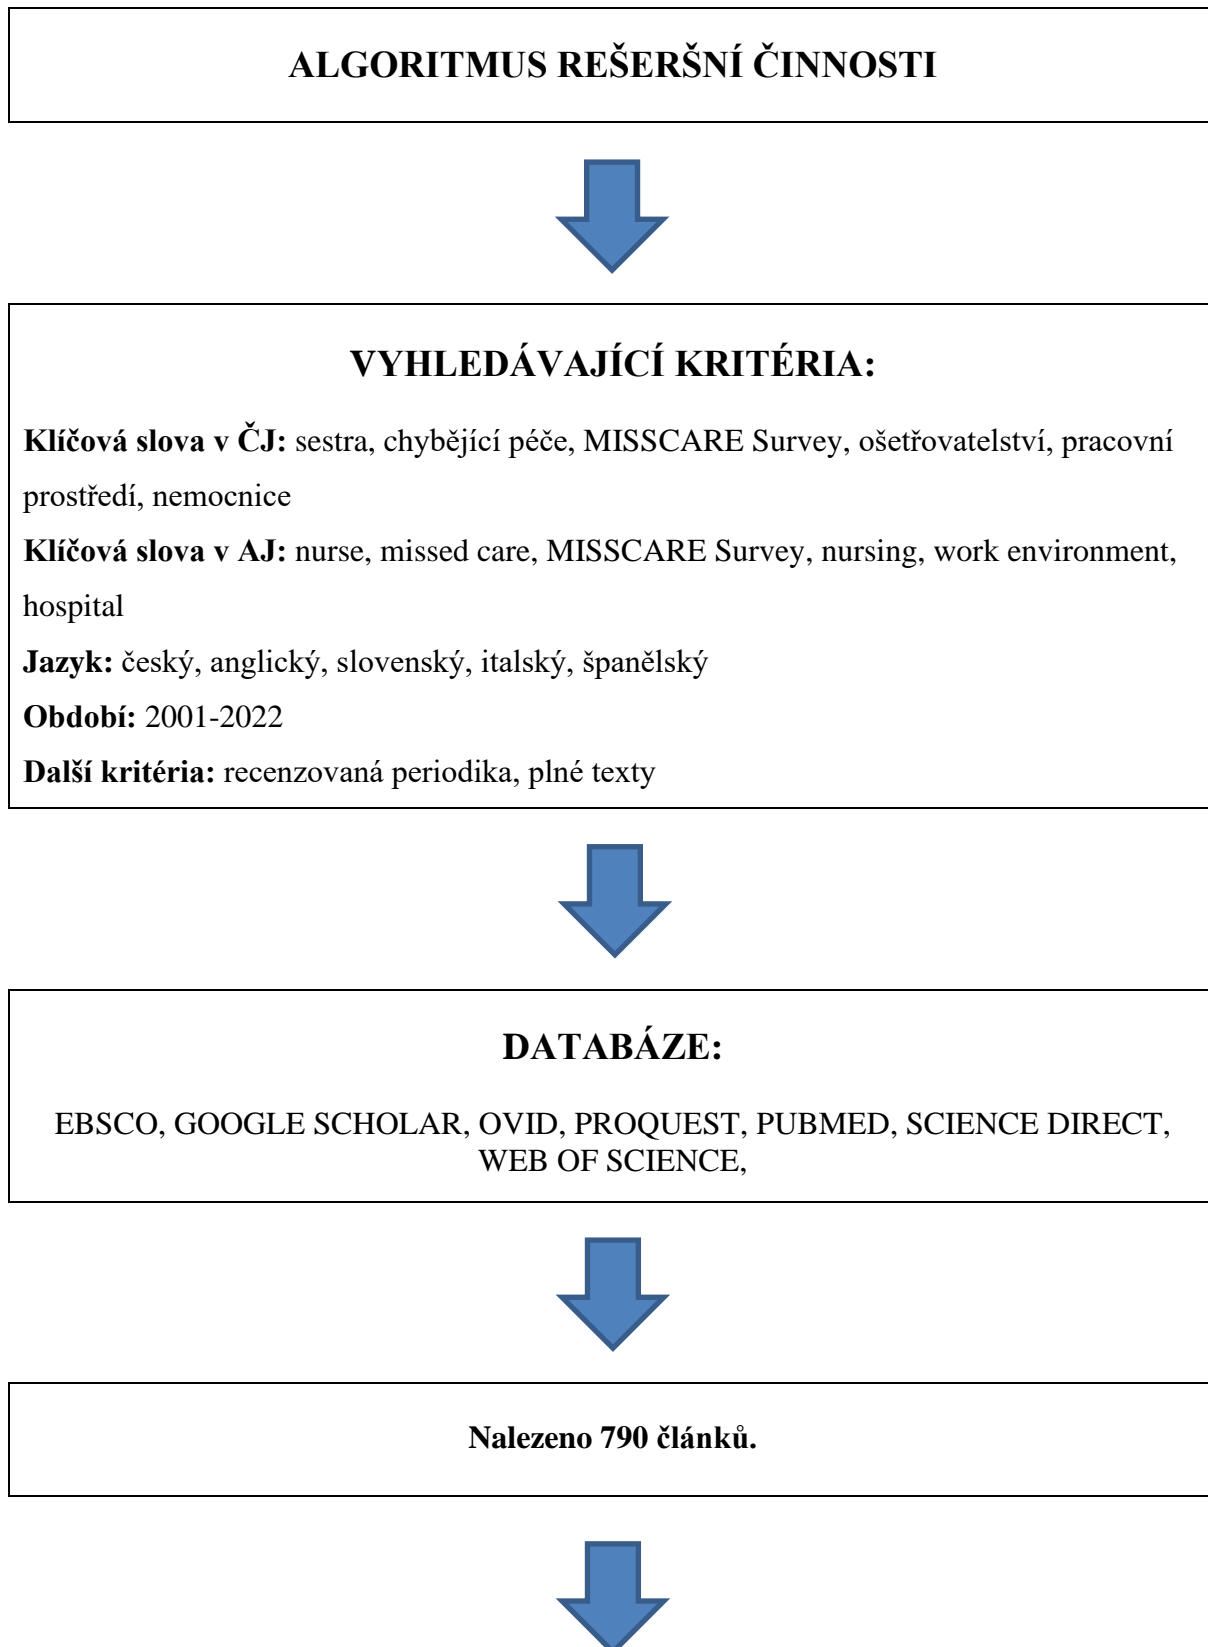 ALGORITMUS REŠERŠNÍ ČINNOSTI
VYHLEDÁVAJÍCÍ KRITÉRIA:
Klíčová slova v ČJ: sestra, chybějící péče, MISSCARE Survey, ošetřovatelství, pracovní
prostředí, nemocnice
Klíčová slova v AJ: nurse, missed care, MISSCARE Survey, nursing, work environment,
hospital
Jazyk: český, anglický, slovenský, italský, španělský
Období: 2001-2022
Další kritéria: recenzovaná periodika, plné texty
DATABÁZE:
EBSCO, GOOGLE SCHOLAR, OVID, PROQUEST, PUBMED, SCIENCE DIRECT,
WEB OF SCIENCE,
Nalezeno 790 článků.